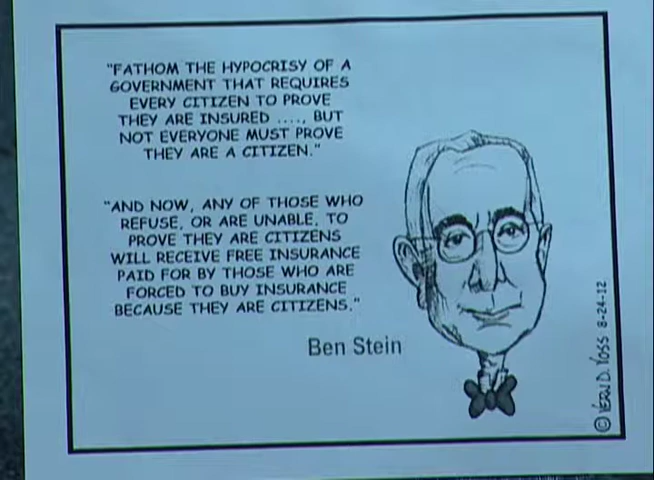 "FATHOM THE HYPOCRISY OF A
GOVERNMENT THAT REQUIRES
EVERY CITIZEN TO PROVE
THEY ARE INSURED ...., BUT
NOT EVERYONE MUST PROVE
THEY ARE A CITIZEN."
"AND NOW, ANY OF THOSE WHO
REFUSE, OR ARE UNABLE, TO
PROVE THEY ARE CITIZENS
WILL RECEIVE FREE INSURANCE
PAID FOR BY THOSE WHO ARE
FORCED TO BUY INSURANCE
BECAUSE THEY ARE CITIZENS."
Ben Stein
© VERN D. YOSS 8-24-12